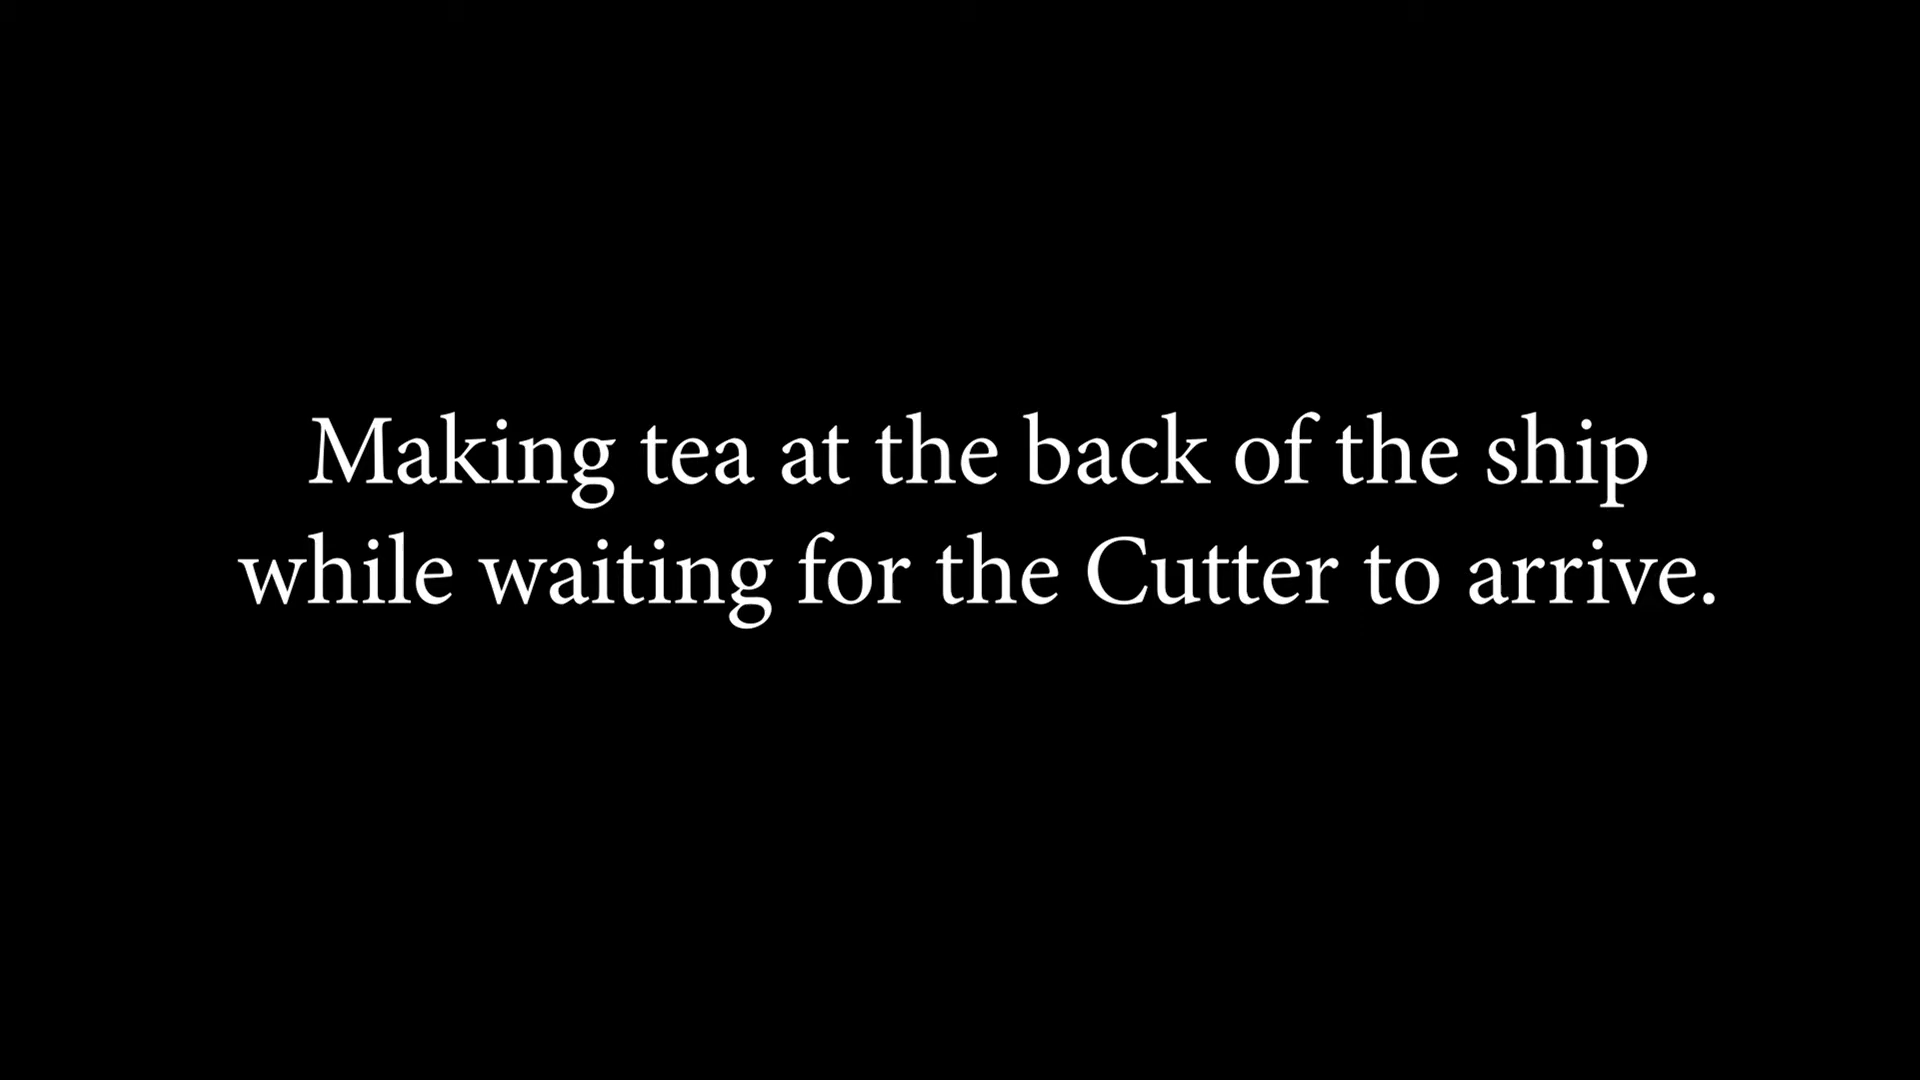 Making tea at the back of the ship
while waiting for the Cutter to arrive.